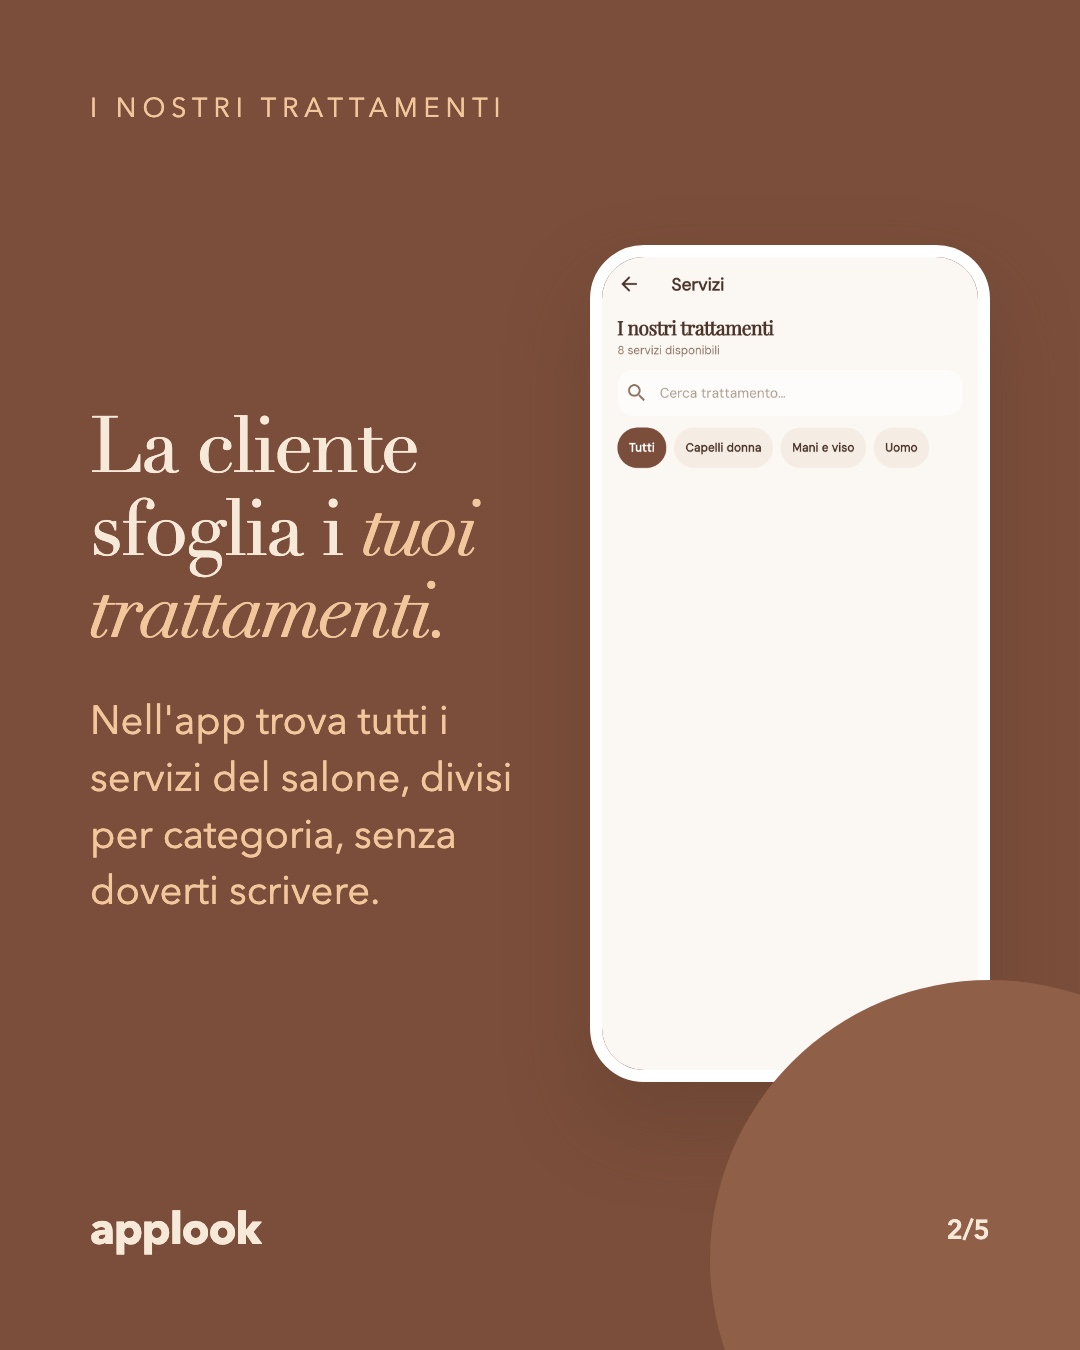 I NOSTRI TRATTAMENTI
La cliente
sfoglia i tuoi
trattamenti.
Nell'app trova tutti i
servizi del salone, divisi
per categoria, senza
doverti scrivere.
Servizi
I nostri trattamenti
8 servizi disponibili
Cerca trattamento...
Tutti Capelli donna Mani e viso Uomo
applook
2/5